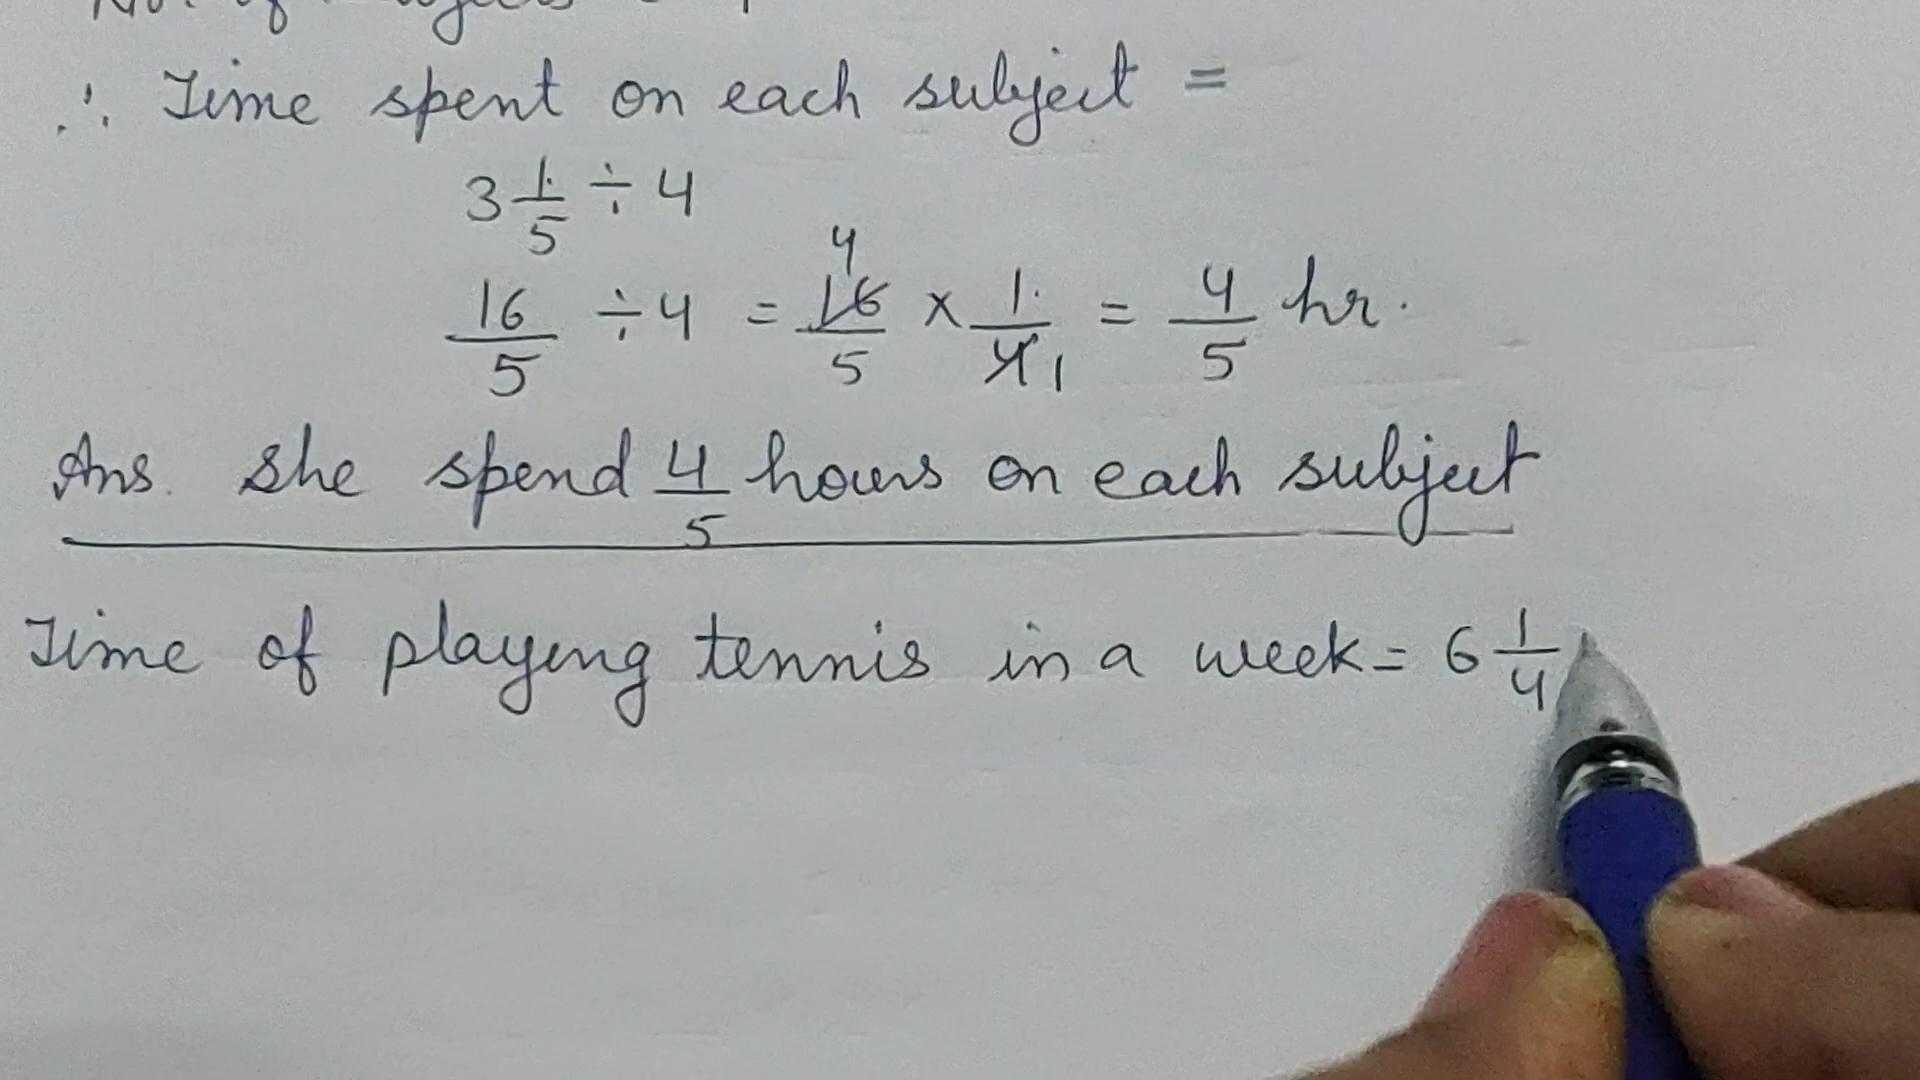 No. of
∴ Time spent on each subject =
3 1/5 ÷ 4
16/5 ÷ 4 = 16/5 4 × 1/4 1 = 4/5 hr.
Ans. She spend 4/5 hours on each subject
Time of playing tennis in a week = 6 1/4